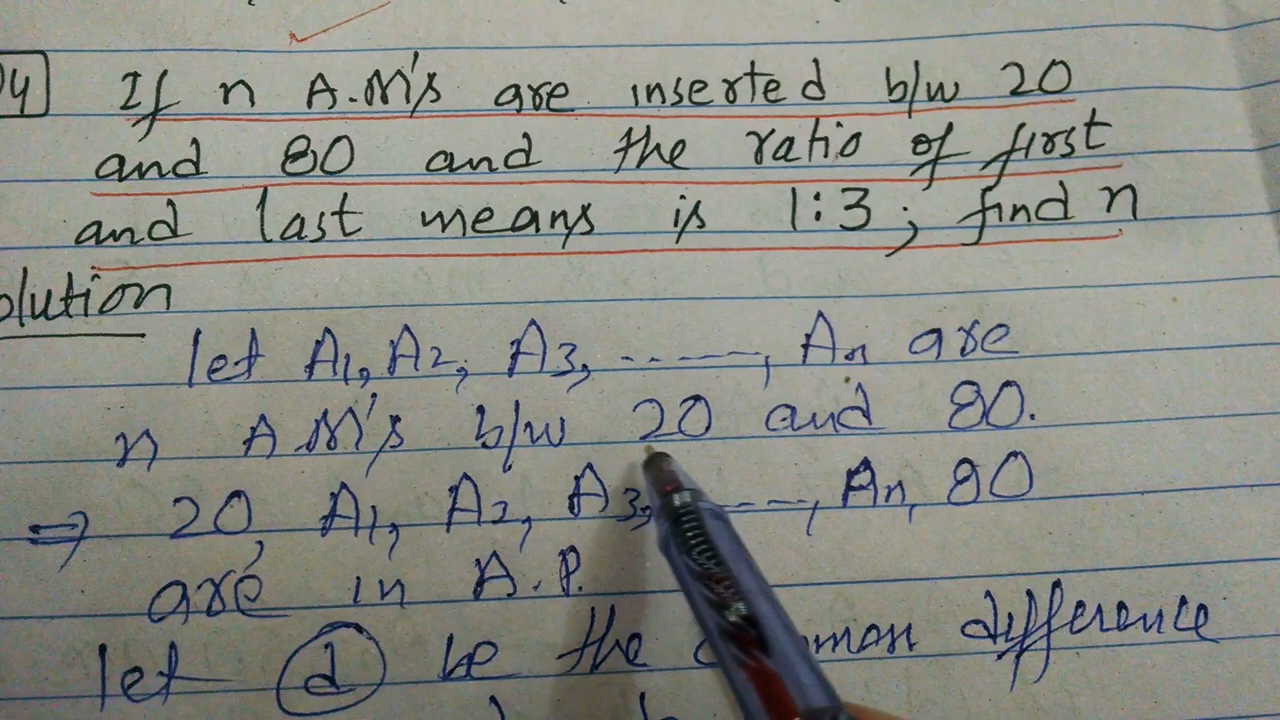 If n A.M's are inserted b/w 20
and 80 and the ratio of first
and last means is 1:3; find n
let A1, A2, A3, ......., An are
n A.M's b/w 20 and 80.
⇒ 20, A1, A2, A3, ......, An, 80
are in A.P.
let d be the difference